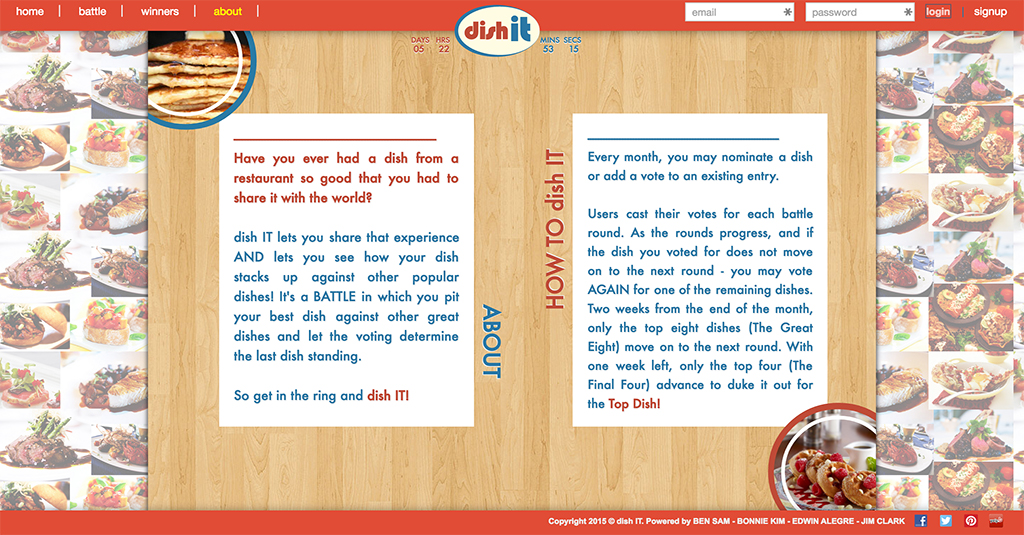 home | battle | winners | about |
email
password
login | signup
dish it
DAYS HRS
05 22
MINS SECS
53 15
Have you ever had a dish from a
restaurant so good that you had to
share it with the world?
dish IT lets you share that experience
AND lets you see how your dish
stacks up against other popular
dishes! It's a BATTLE in which you pit
your best dish against other great
dishes and let the voting determine
the last dish standing.
So get in the ring and dish IT!
ABOUT
HOW TO dish IT
Every month, you may nominate a dish
or add a vote to an existing entry.
Users cast their votes for each battle
round. As the rounds progress, and if
the dish you voted for does not move
on to the next round - you may vote
AGAIN for one of the remaining dishes.
Two weeks from the end of the month,
only the top eight dishes (The Great
Eight) move on to the next round. With
one week left, only the top four (The
Final Four) advance to duke it out for
the Top Dish!
Copyright 2015 © dish IT. Powered by BEN SAM - BONNIE KIM - EDWIN ALEGRE - JIM CLARK